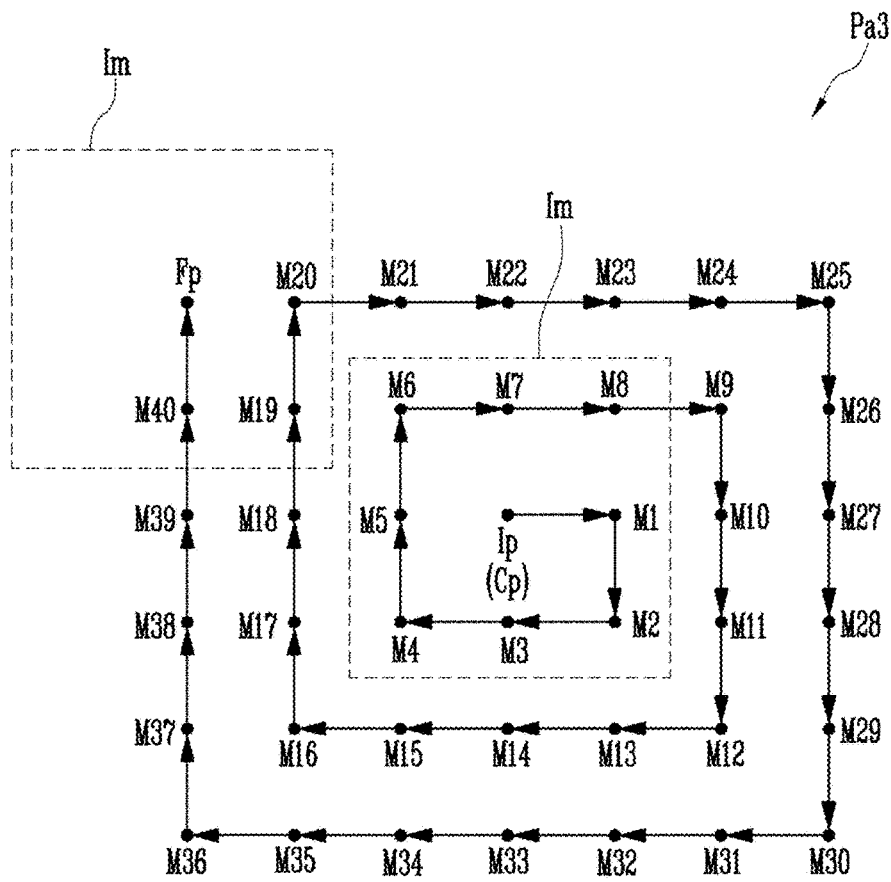 Pa3
Im
Im
Fp M20 M21 M22 M23 M24 M25
M6 M7 M8 M9
M40 M19 M26
M39 M18 M5 M1 M10 M27
Ip
(Cp)
M38 M17 M2 M11 M28
M4 M3
M37 M29
M16 M15 M14 M13 M12
M36 M35 M34 M33 M32 M31 M30